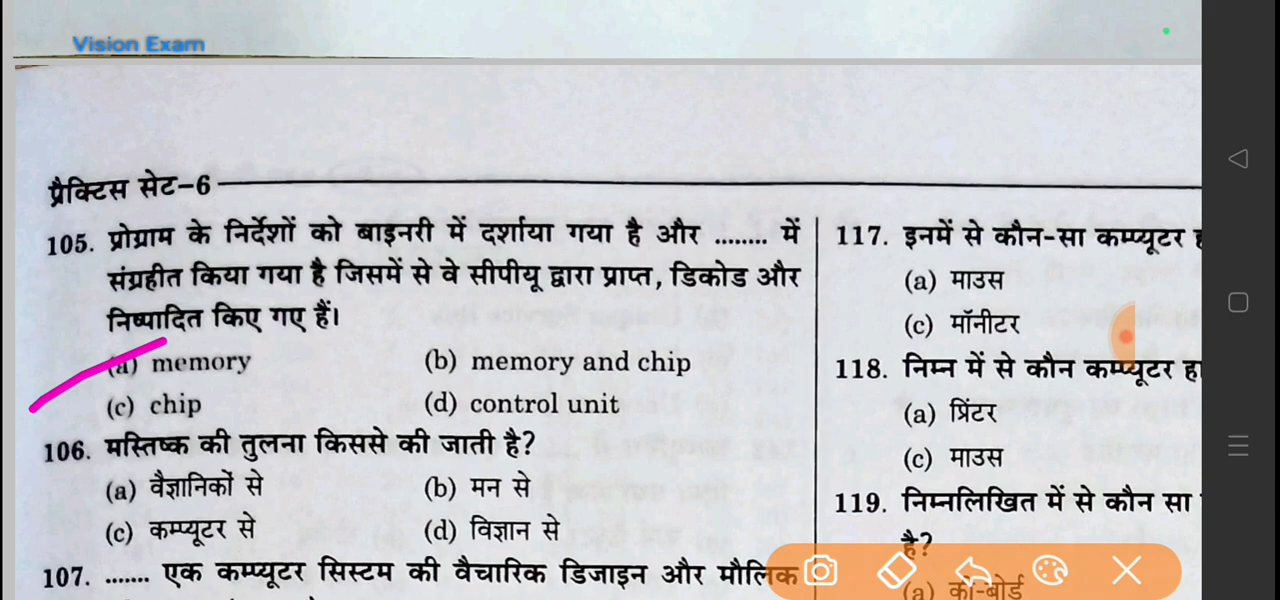 Vision Exam
प्रैक्टिस सेट-6
105. प्रोग्राम के निर्देशों को बाइनरी में दर्शाया गया है और ........ में
संग्रहीत किया गया है जिसमें से वे सीपीयू द्वारा प्राप्त, डिकोड और
निष्पादित किए गए हैं।
(a) memory (b) memory and chip
(c) chip (d) control unit
106. मस्तिष्क की तुलना किससे की जाती है?
(a) वैज्ञानिकों से (b) मन से
(c) कम्प्यूटर से (d) विज्ञान से
107. ....... एक कम्प्यूटर सिस्टम की वैचारिक डिजाइन और मौलिक
117. इनमें से कौन-सा कम्प्यूटर
(a) माउस
(c) मॉनीटर
118. निम्न में से कौन कम्प्यूटर
(a) प्रिंटर
(c) माउस
119. निम्नलिखित में से कौन सा
है?
(a) की-बोर्ड